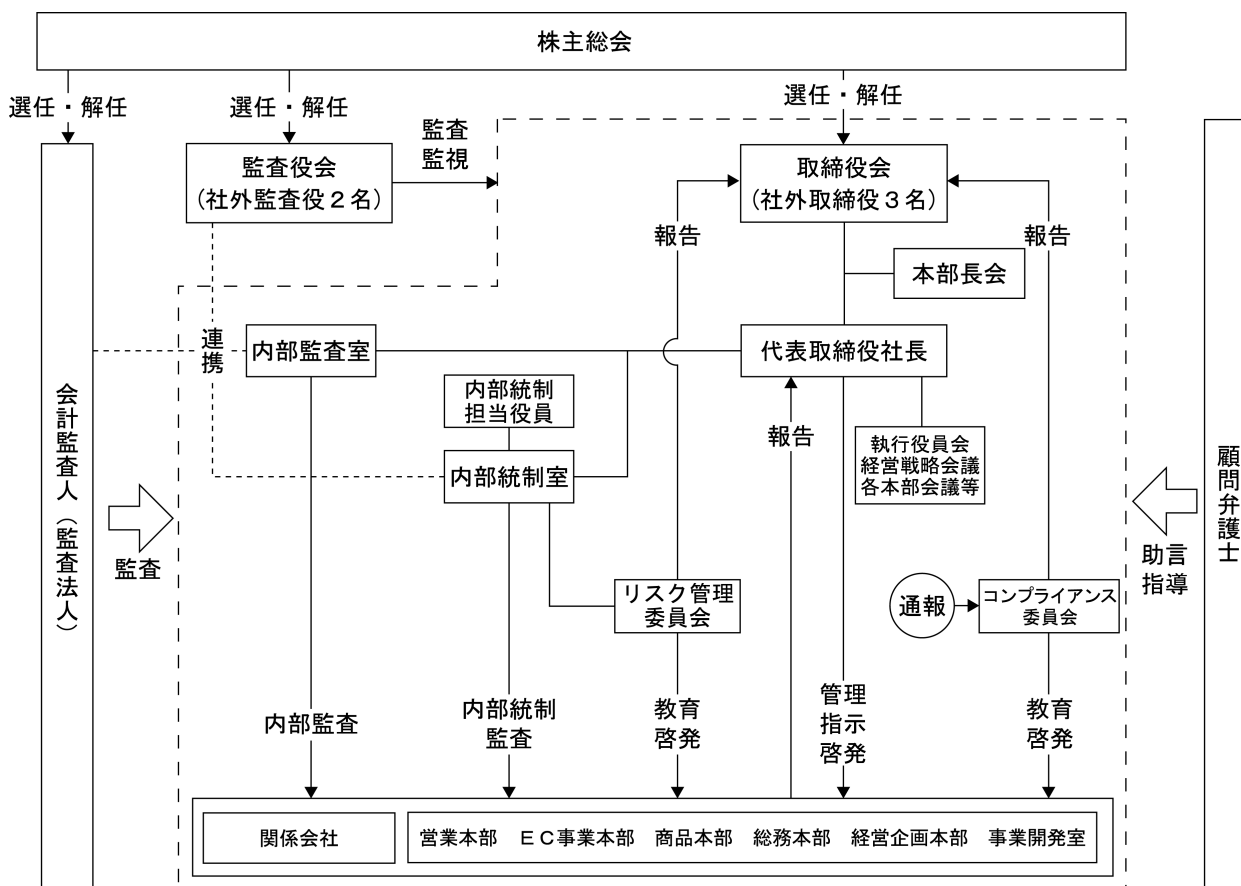 株主総会
選任・解任
選任・解任
選任・解任
監査役会
（社外監査役２名）
監査
監視
取締役会
（社外取締役３名）
報告
報告
本部長会
連携
内部監査室
代表取締役社長
内部統制
担当役員
報告
執行役員会
経営戦略会議
各本部会議等
内部統制室
会計監査人（監査法人）
監査
顧問弁護士
助言
指導
リスク管理
委員会
通報
コンプライアンス
委員会
内部監査
内部統制
監査
教育
啓発
管理
指示
啓発
教育
啓発
関係会社
営業本部　ＥＣ事業本部　商品本部　総務本部　経営企画本部　事業開発室